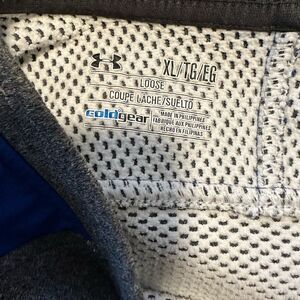 XL/TG/EG
LOOSE
COUPE LÂCHE/SUELTO
coldgear
MADE IN PHILIPPINES
FABRIQUÉ AUX PHILIPPINES
HECHO EN FILIPINAS